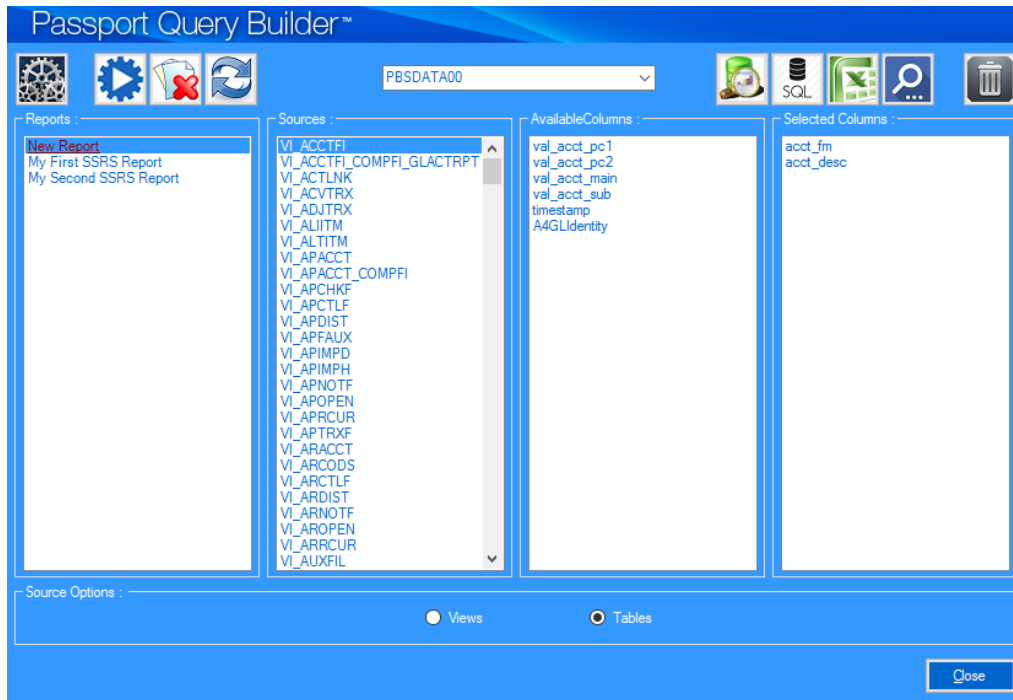 Passport Query Builder™
PBSDATA00
SQL
Reports :
New Report
My First SSRS Report
My Second SSRS Report
Sources :
VI_ACCTFI
VI_ACCTFI_COMPFI_GLACTRPT
VI_ACTLNK
VI_ACVTRX
VI_ADJTRX
VI_ALIITM
VI_ALTITM
VI_APACCT
VI_APACCT_COMPFI
VI_APCHKF
VI_APCTLF
VI_APDIST
VI_APFAUX
VI_APIMPD
VI_APIMPH
VI_APNOTF
VI_APOPEN
VI_APRCUR
VI_APTRXF
VI_ARACCT
VI_ARCODS
VI_ARCTLF
VI_ARDIST
VI_ARNOTF
VI_AROPEN
VI_ARRCUR
VI_AUXFIL
AvailableColumns :
val_acct_pc1
val_acct_pc2
val_acct_main
val_acct_sub
timestamp
A4GLIdentity
Selected Columns :
acct_fm
acct_desc
Source Options :
Views
Tables
Close